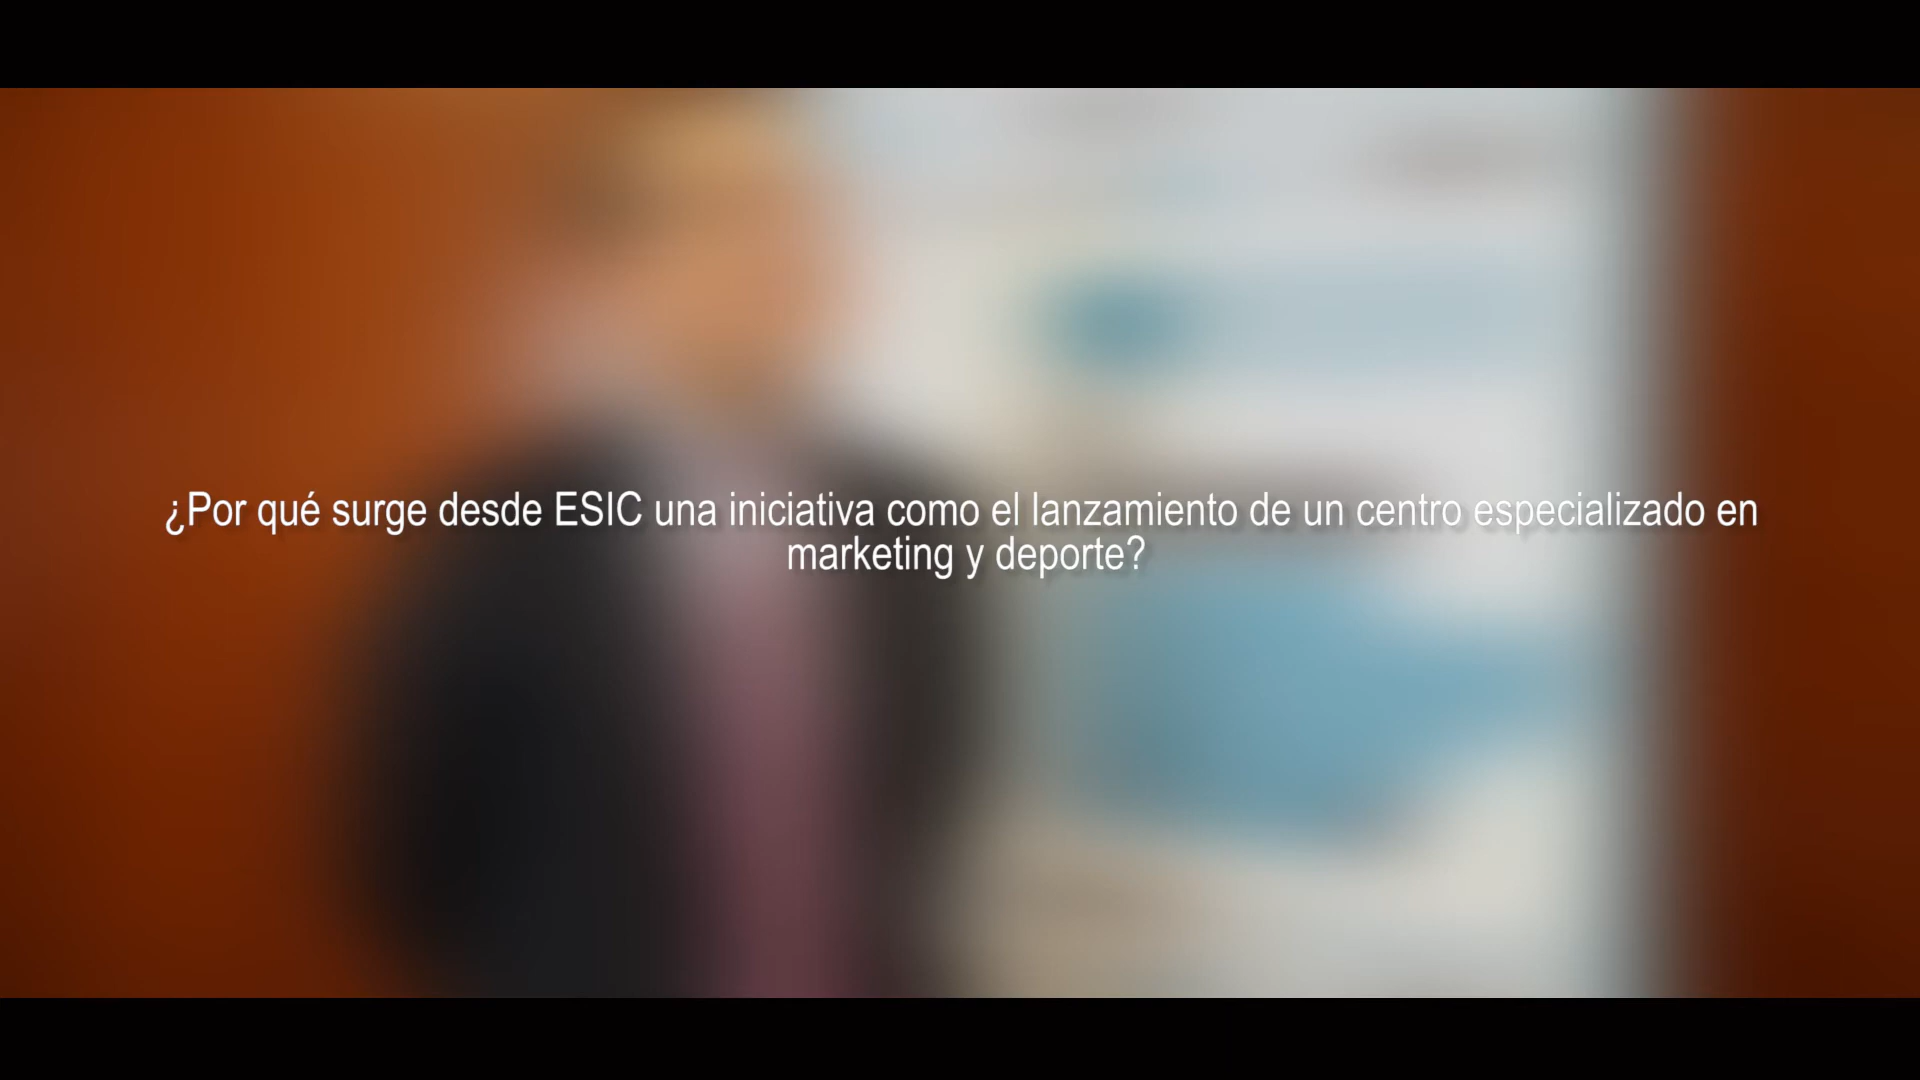 ¿Por qué surge desde ESIC una iniciativa como el lanzamiento de un centro especializado en
marketing y deporte?